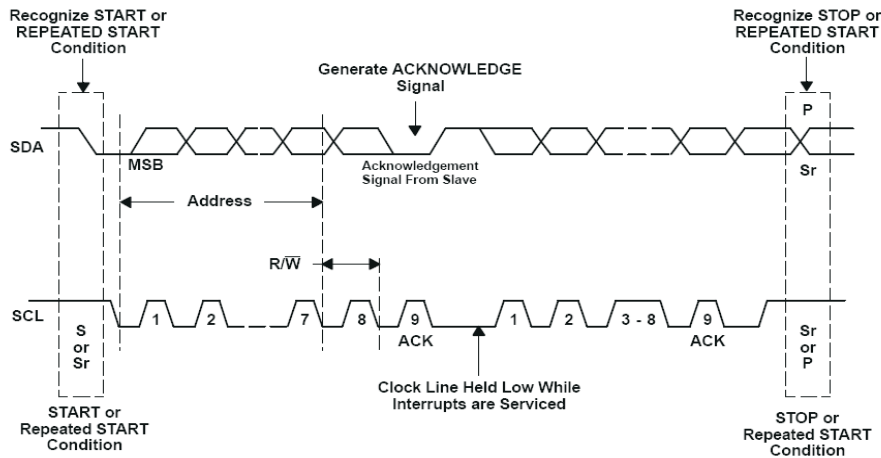 Recognize START or
REPEATED START
Condition
Recognize STOP or
REPEATED START
Condition
Generate ACKNOWLEDGE
Signal
P
SDA
MSB
Acknowledgement
Signal From Slave
Sr
Address
R/W̅
SCL
S
or
Sr
1
2
7
8
9
ACK
1
2
3 - 8
9
ACK
Sr
or
P
Clock Line Held Low While
Interrupts are Serviced
START or
Repeated START
Condition
STOP or
Repeated START
Condition